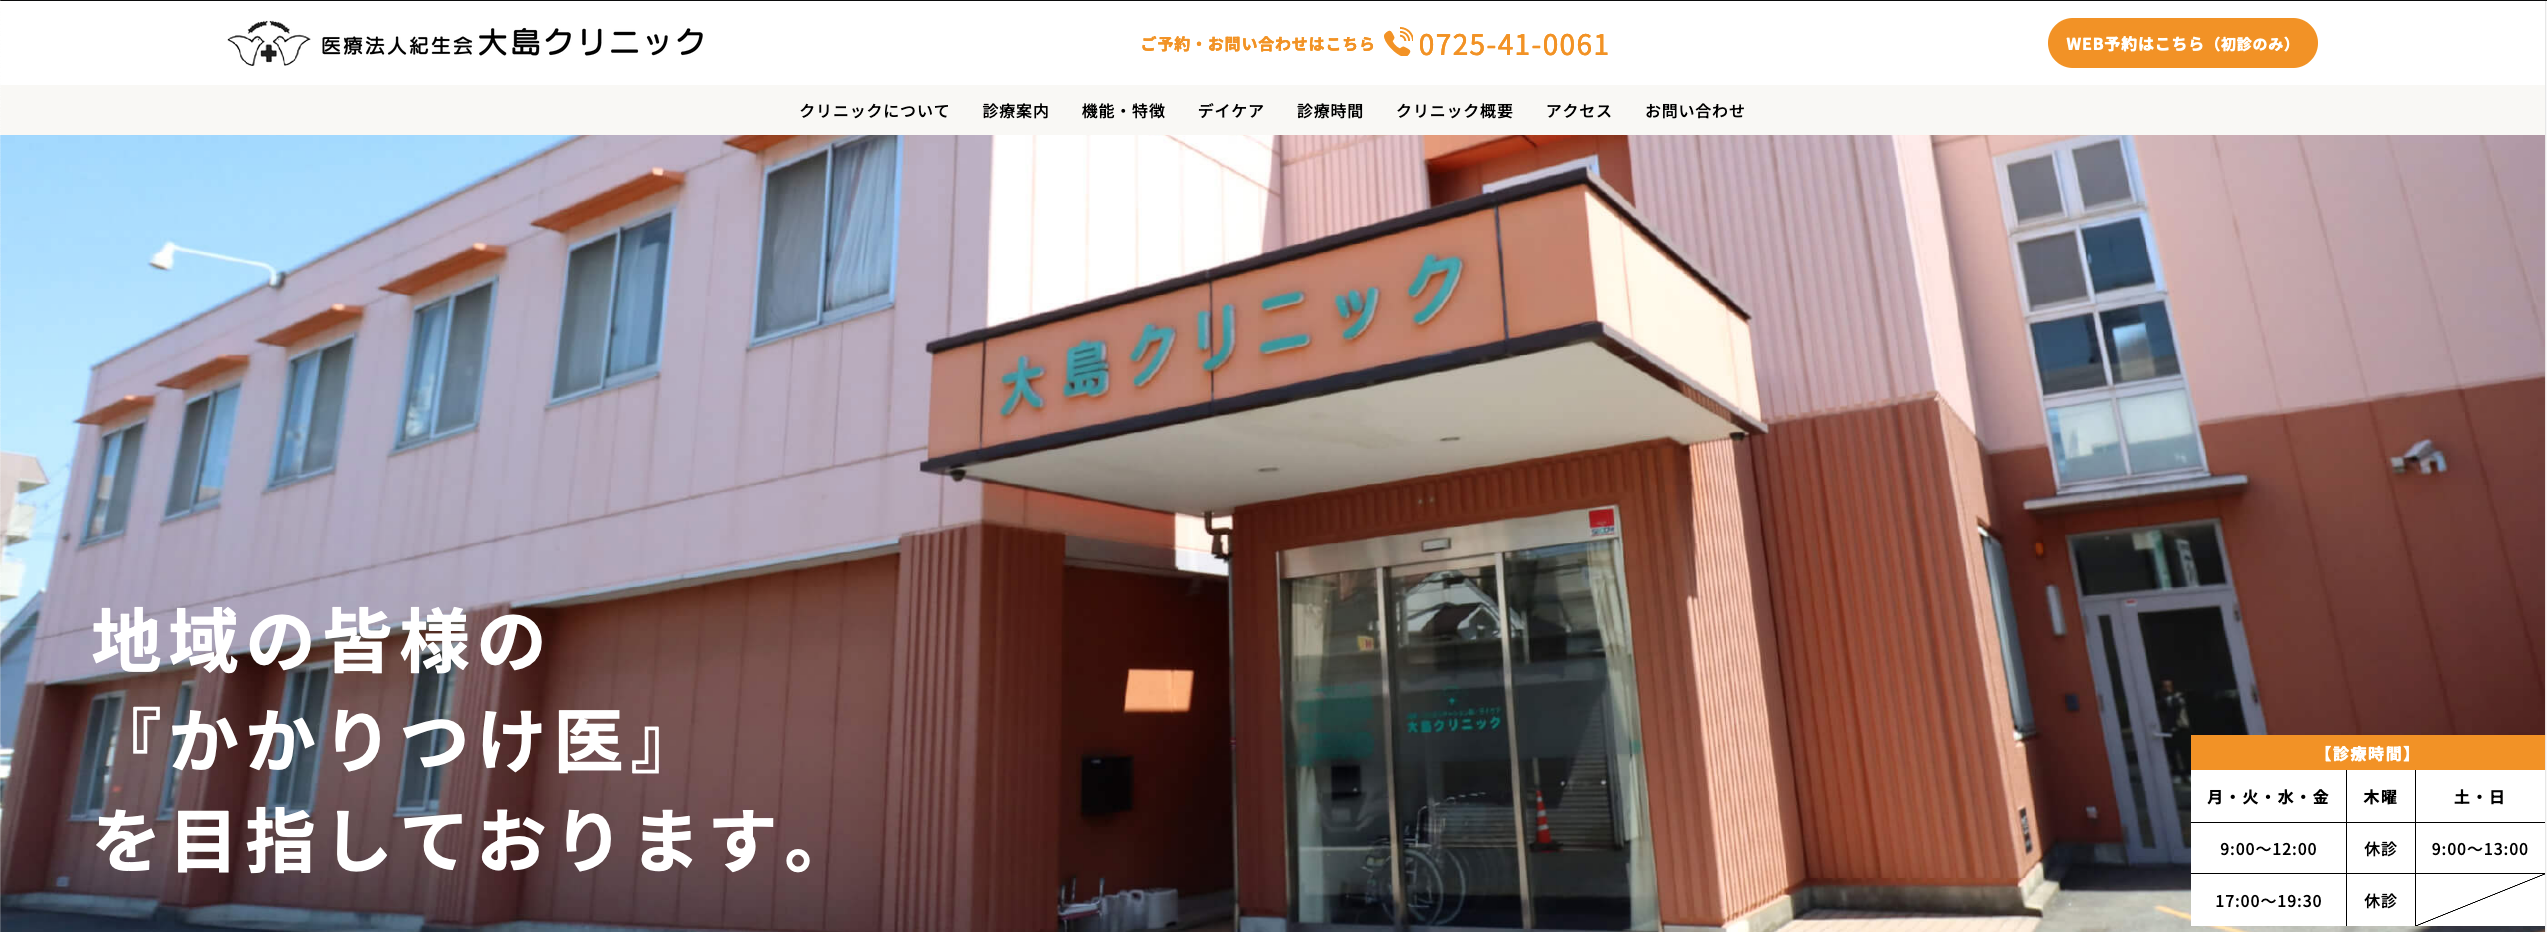 医療法人紀生会 大島クリニック
ご予約・お問い合わせはこちら 0725-41-0061
WEB予約はこちら（初診のみ）
クリニックについて 診療案内 機能・特徴 デイケア 診療時間 クリニック概要 アクセス お問い合わせ
大島クリニック
SECOM
大島クリニック
地域の皆様の
『かかりつけ医』
を目指しております。
【診療時間】
月・火・水・金 木曜 土・日
9:00〜12:00 休診 9:00〜13:00
17:00〜19:30 休診